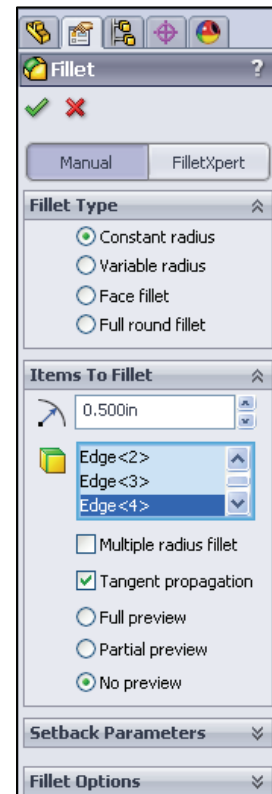 Fillet ?
Manual FilletXpert
Fillet Type
Constant radius
Variable radius
Face fillet
Full round fillet
Items To Fillet
0.500in
Edge<2>
Edge<3>
Edge<4>
Multiple radius fillet
Tangent propagation
Full preview
Partial preview
No preview
Setback Parameters
Fillet Options